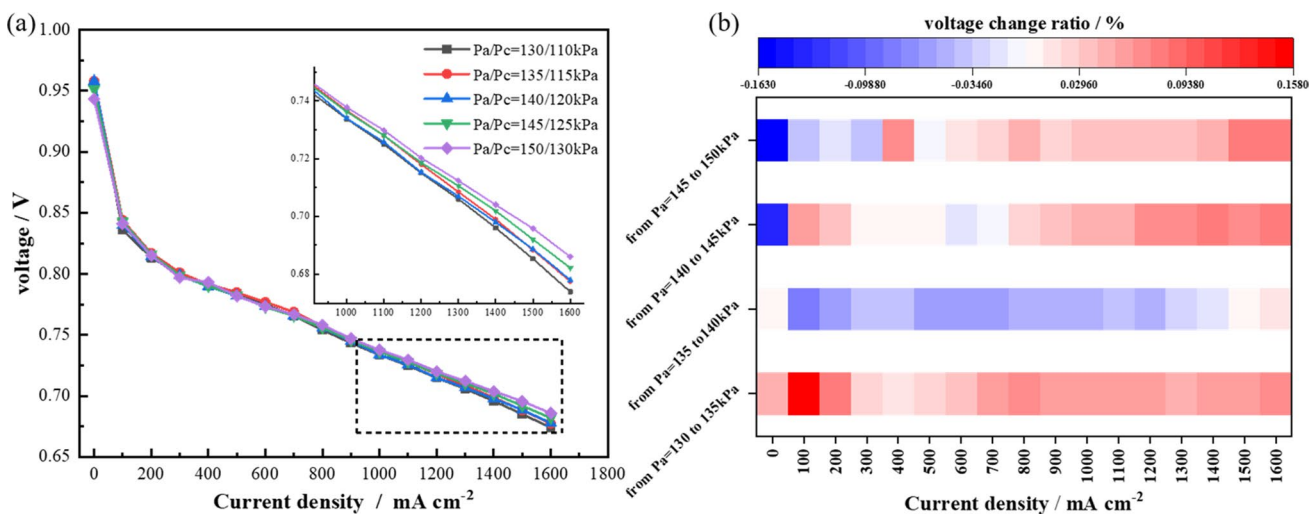 (a)
1.00
0.95
0.90
0.85
0.80
0.75
0.70
0.65
voltage / V
0 200 400 600 800 1000 1200 1400 1600
Current density / mA cm-2
Pa/Pc=130/110kPa
Pa/Pc=135/115kPa
Pa/Pc=140/120kPa
Pa/Pc=145/125kPa
Pa/Pc=150/130kPa
0.74
0.72
0.70
0.68
1000 1100 1200 1300 1400 1500 1600
(b)
voltage change ratio / %
-0.1630 -0.09880 -0.03460 0.02960 0.09380 0.1580
from Pa=145 to 150kPa
from Pa=140 to 145kPa
from Pa=135 to140kPa
from Pa=130 to 135kPa
0 100 200 300 400 500 600 700 800 900 1000 1100 1200 1300 1400 1500 1600
Current density / mA cm-2